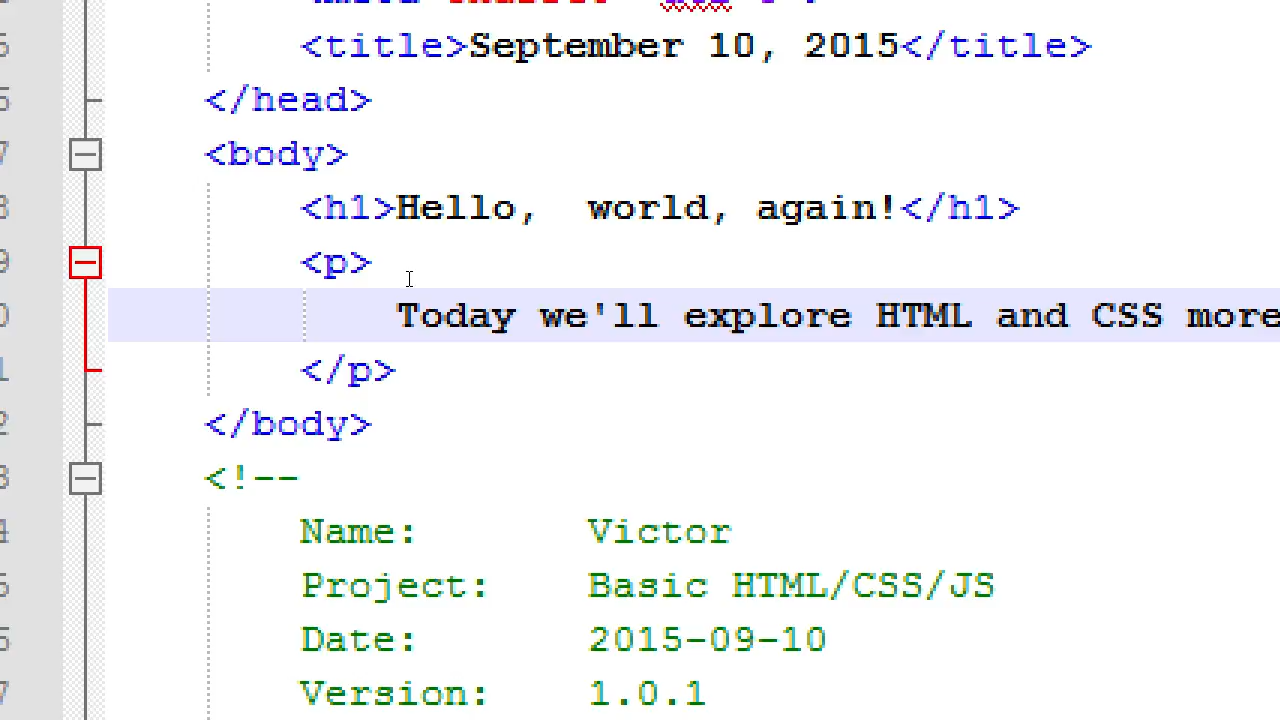 <title>September 10, 2015</title>
</head>
<body>
<h1>Hello,  world, again!</h1>
<p>
Today we'll explore HTML and CSS more
</p>
</body>
<!--
Name: Victor
Project: Basic HTML/CSS/JS
Date: 2015-09-10
Version: 1.0.1